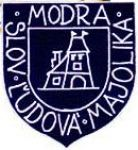 SLOV. ĽUDOVÁ MAJOLIKA
· MODRA ·